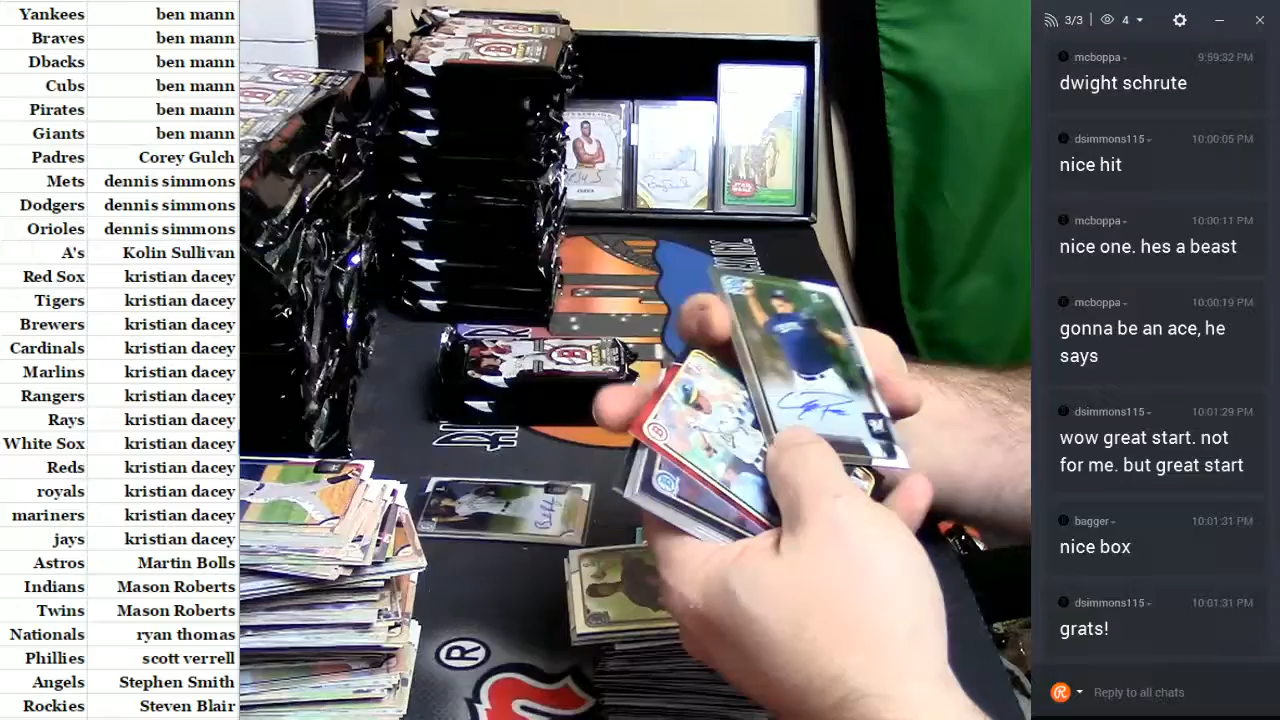 Yankees ben mann
Braves ben mann
Dbacks ben mann
Cubs ben mann
Pirates ben mann
Giants ben mann
Padres Corey Gulch
Mets dennis simmons
Dodgers dennis simmons
Orioles dennis simmons
A's Kolin Sullivan
Red Sox kristian dacey
Tigers kristian dacey
Brewers kristian dacey
Cardinals kristian dacey
Marlins kristian dacey
Rangers kristian dacey
Rays kristian dacey
White Sox kristian dacey
Reds kristian dacey
royals kristian dacey
mariners kristian dacey
jays kristian dacey
Astros Martin Bolls
Indians Mason Roberts
Twins Mason Roberts
Nationals ryan thomas
Phillies scott verrell
Angels Stephen Smith
Rockies Steven Blair
STAR
WARS
B
®
3/3 4
mcboppa 9:59:32 PM
dwight schrute
dsimmons115 10:00:05 PM
nice hit
mcboppa 10:00:11 PM
nice one. hes a beast
mcboppa 10:00:19 PM
gonna be an ace, he
says
dsimmons115 10:01:29 PM
wow great start. not
for me. but great start
bagger 10:01:31 PM
nice box
dsimmons115 10:01:31 PM
grats!
Reply to all chats